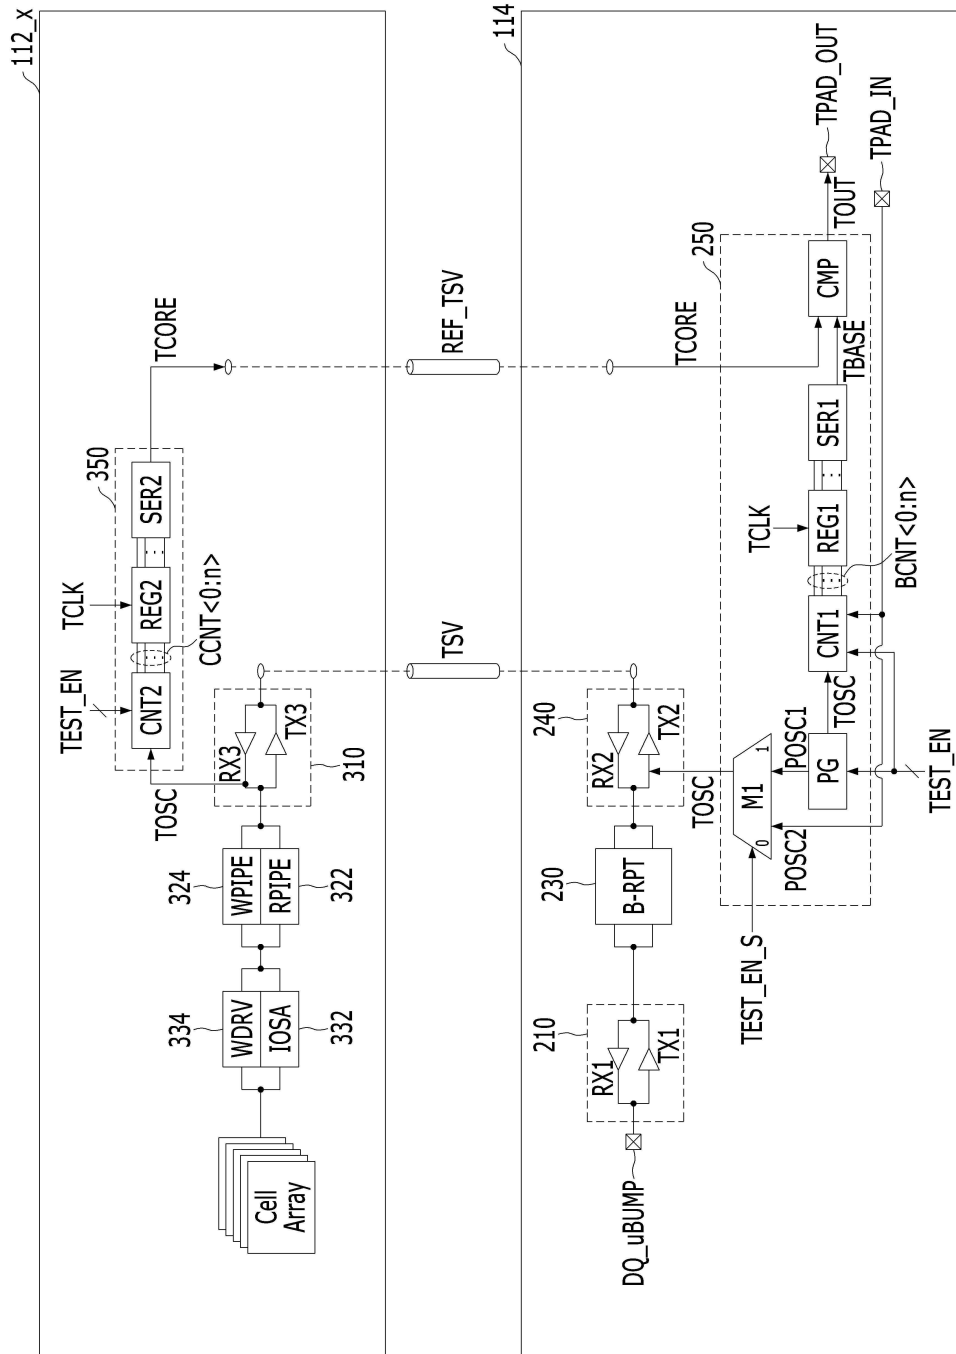 112_x
TCORE
350
TEST_EN
TCLK
CNT2
REG2
SER2
CCNT<0:n>
TOSC
RX3
TX3
310
324
WPIPE
RPIPE
322
334
WDRV
IOSA
332
Cell
Array
TSV
REF_TSV
114
DQ_uBUMP
210
RX1
TX1
230
B-RPT
240
RX2
TX2
TCORE
TOSC
250
TEST_EN_S
M1
0
1
POSC2
POSC1
PG
TOSC
TEST_EN
CNT1
TCLK
REG1
BCNT<0:n>
SER1
TBASE
CMP
TOUT
TPAD_OUT
TPAD_IN